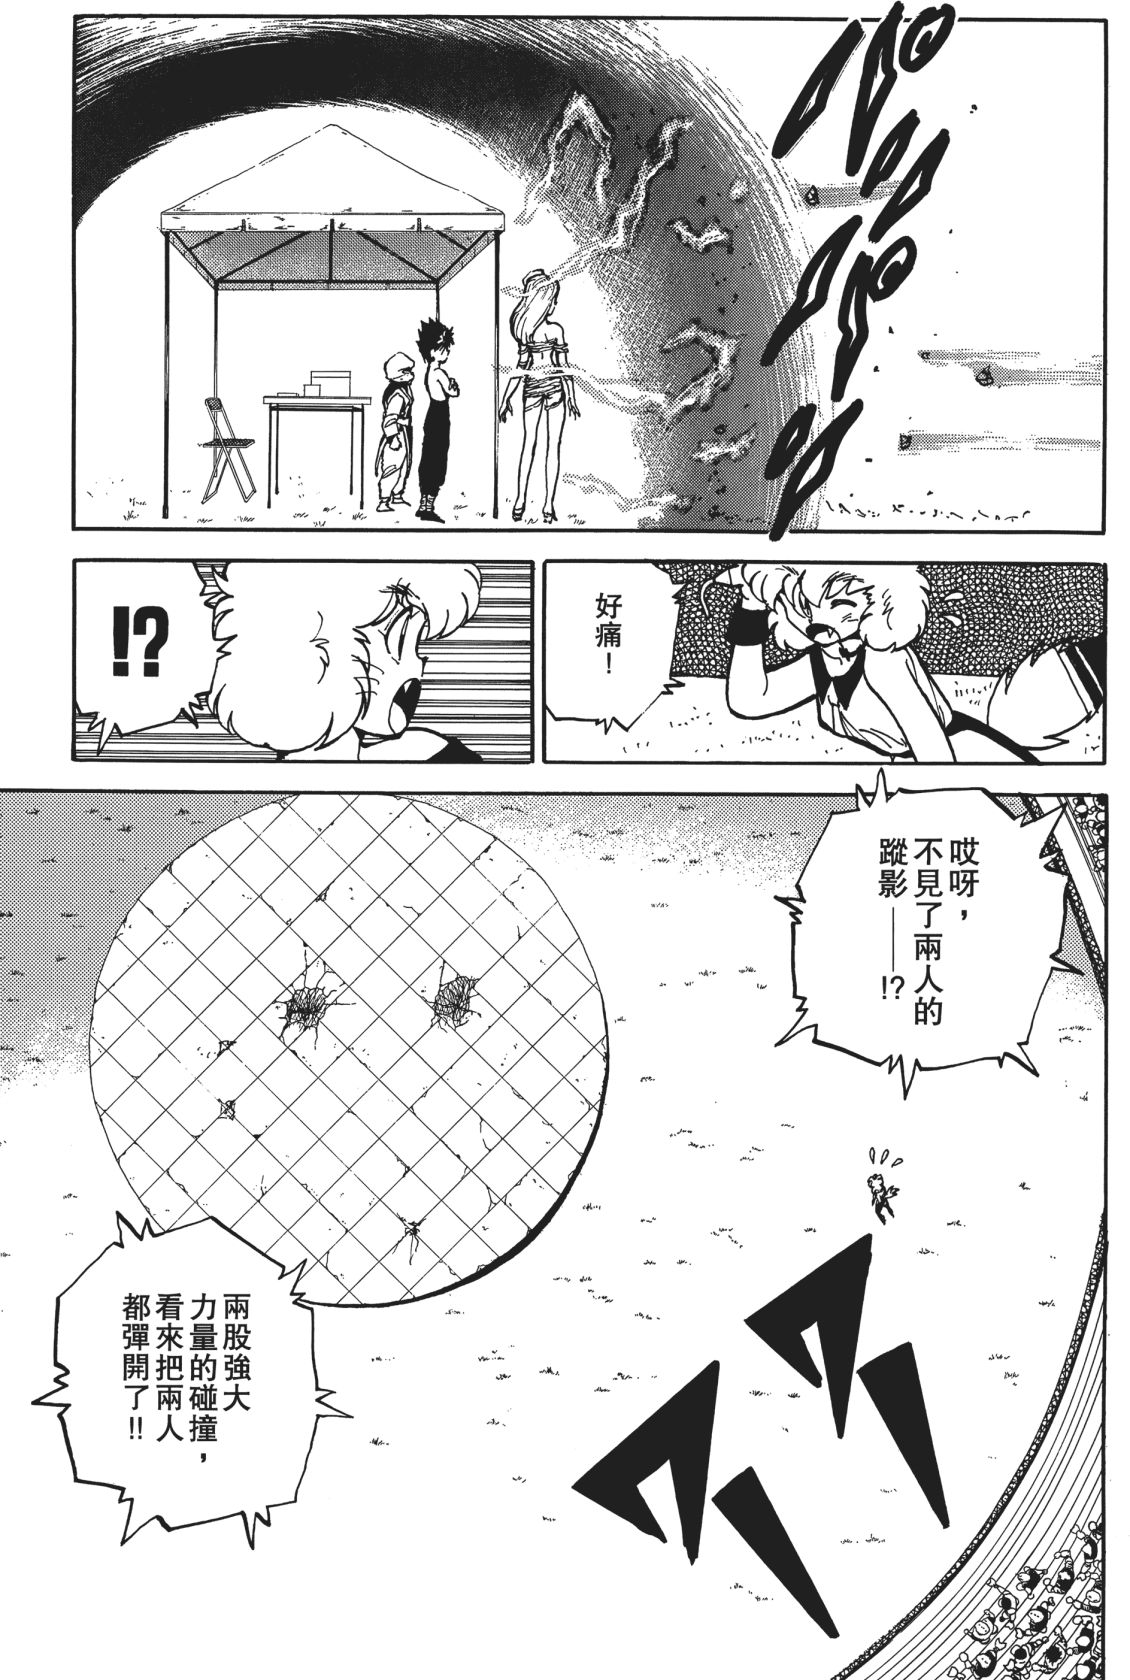 好痛！
!?
哎呀，
不見了兩人的
蹤影——!?
兩股強大
力量的碰撞，
看來把兩人
都彈開了!!